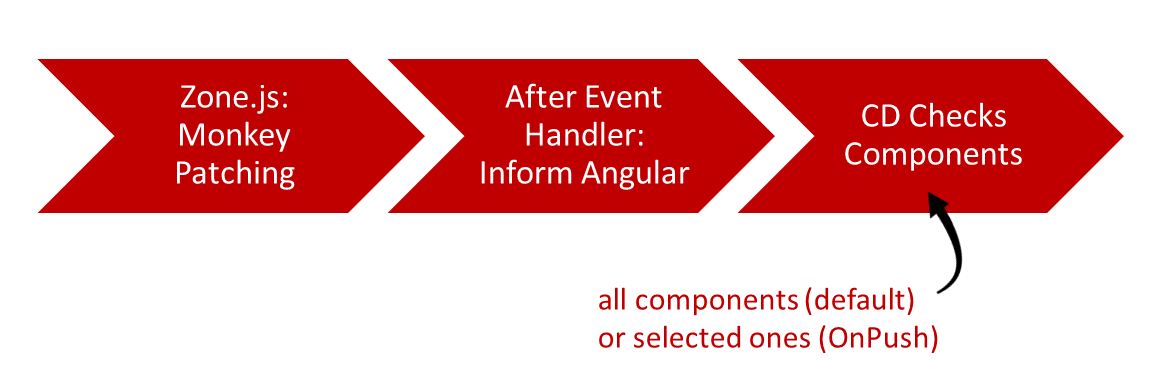 Zone.js:
Monkey
Patching
After Event
Handler:
Inform Angular
CD Checks
Components
all components (default)
or selected ones (OnPush)